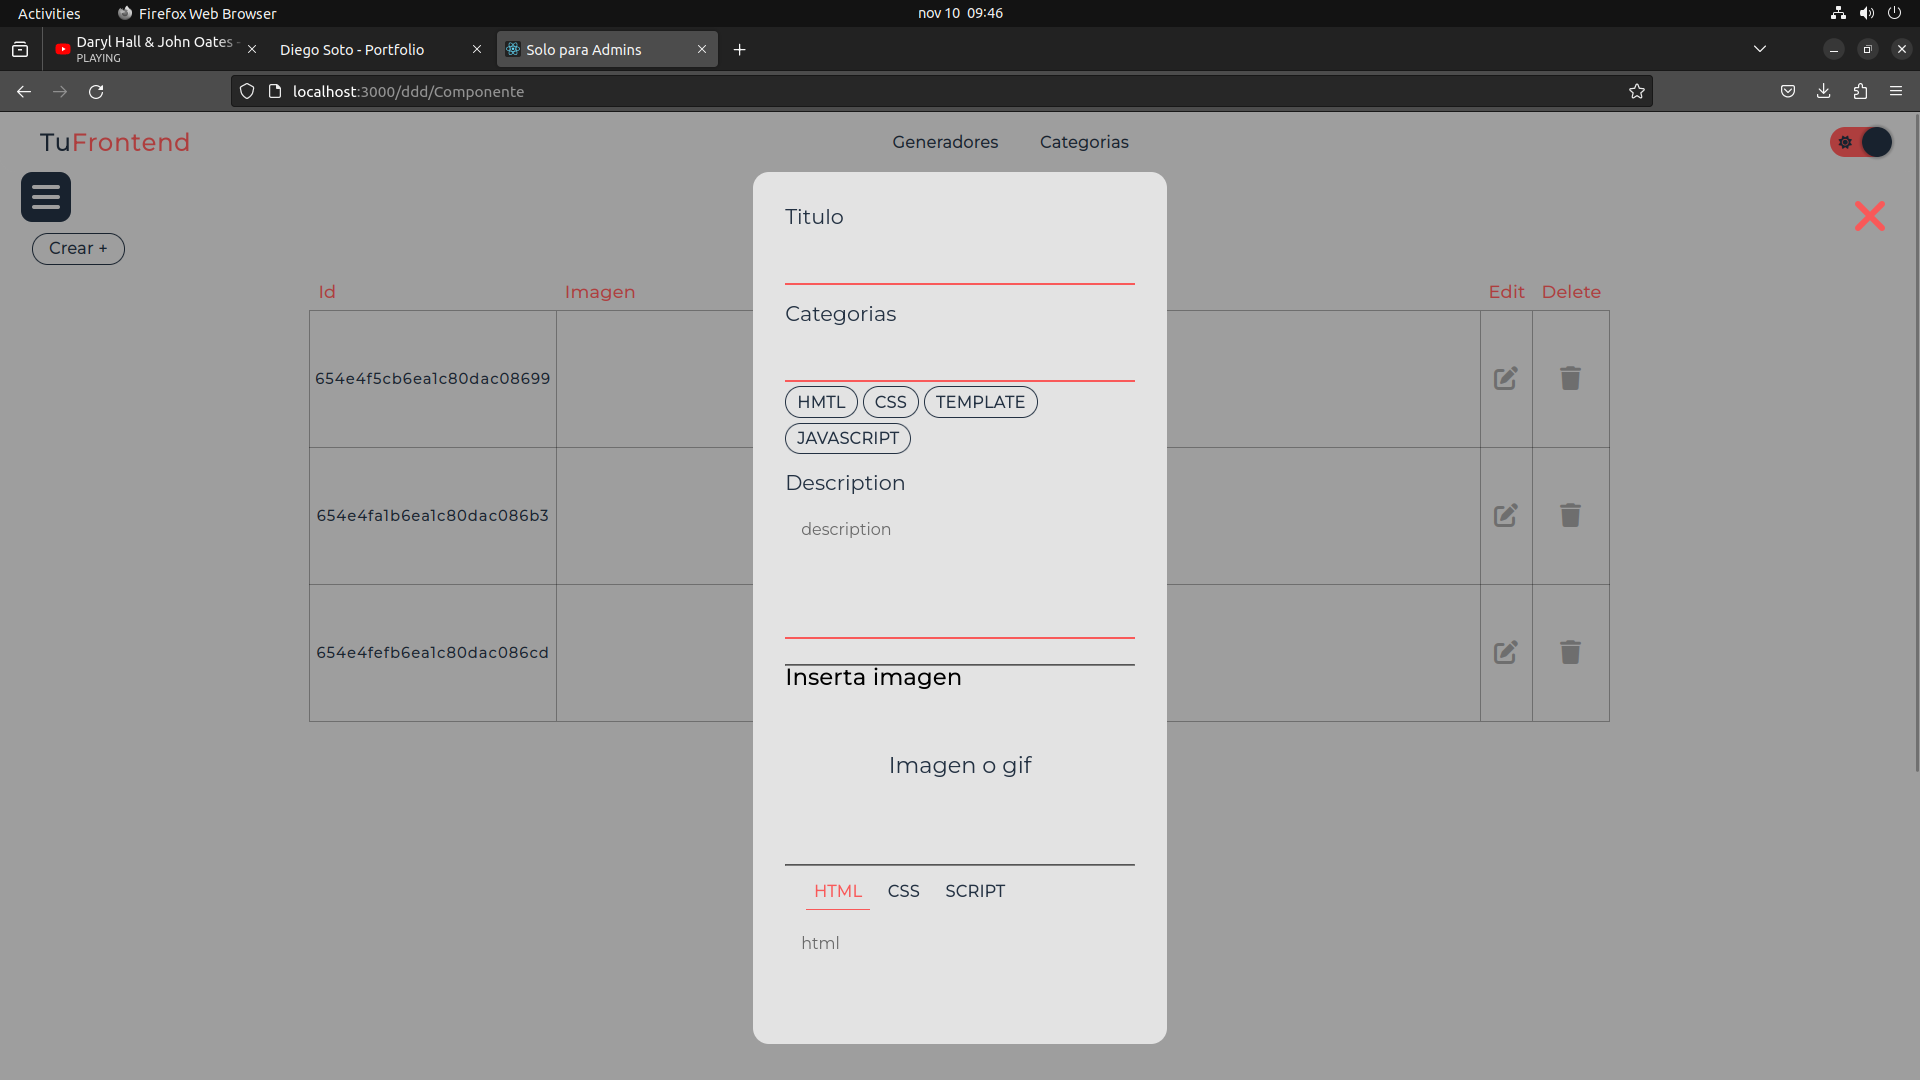 Activities
Firefox Web Browser
nov 10 09:46
Daryl Hall & John Oates -
PLAYING
Diego Soto - Portfolio
Solo para Admins
localhost:3000/ddd/Componente
TuFrontend
Generadores
Categorias
Crear +
Id
Imagen
Edit
Delete
654e4f5cb6ea1c80dac08699
654e4fa1b6ea1c80dac086b3
654e4fefb6ea1c80dac086cd
Titulo
Categorias
HMTL
CSS
TEMPLATE
JAVASCRIPT
Description
description
Inserta imagen
Imagen o gif
HTML
CSS
SCRIPT
html